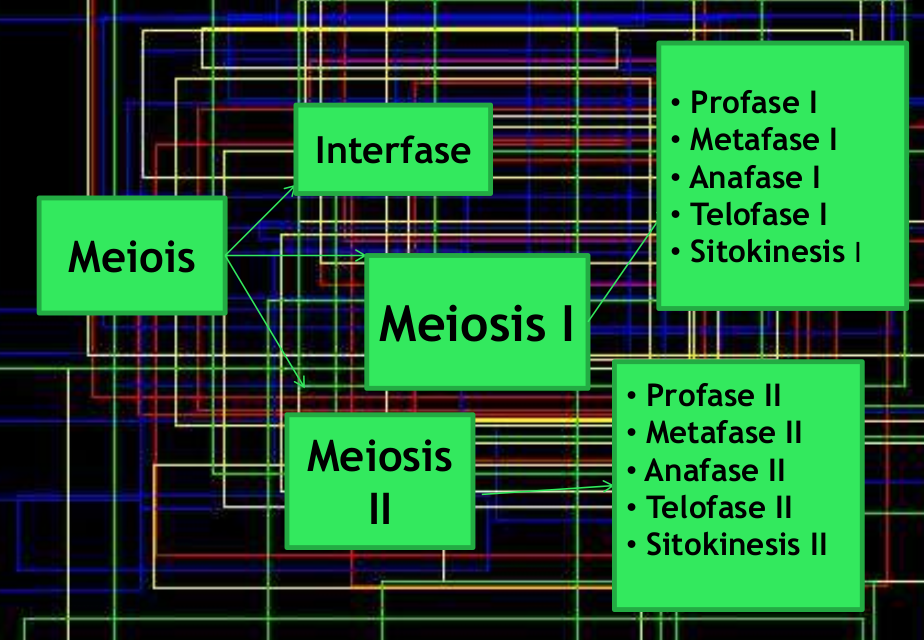 Meiois
Interfase
Meiosis I
Meiosis
II
• Profase I
• Metafase I
• Anafase I
• Telofase I
• Sitokinesis I
• Profase II
• Metafase II
• Anafase II
• Telofase II
• Sitokinesis II